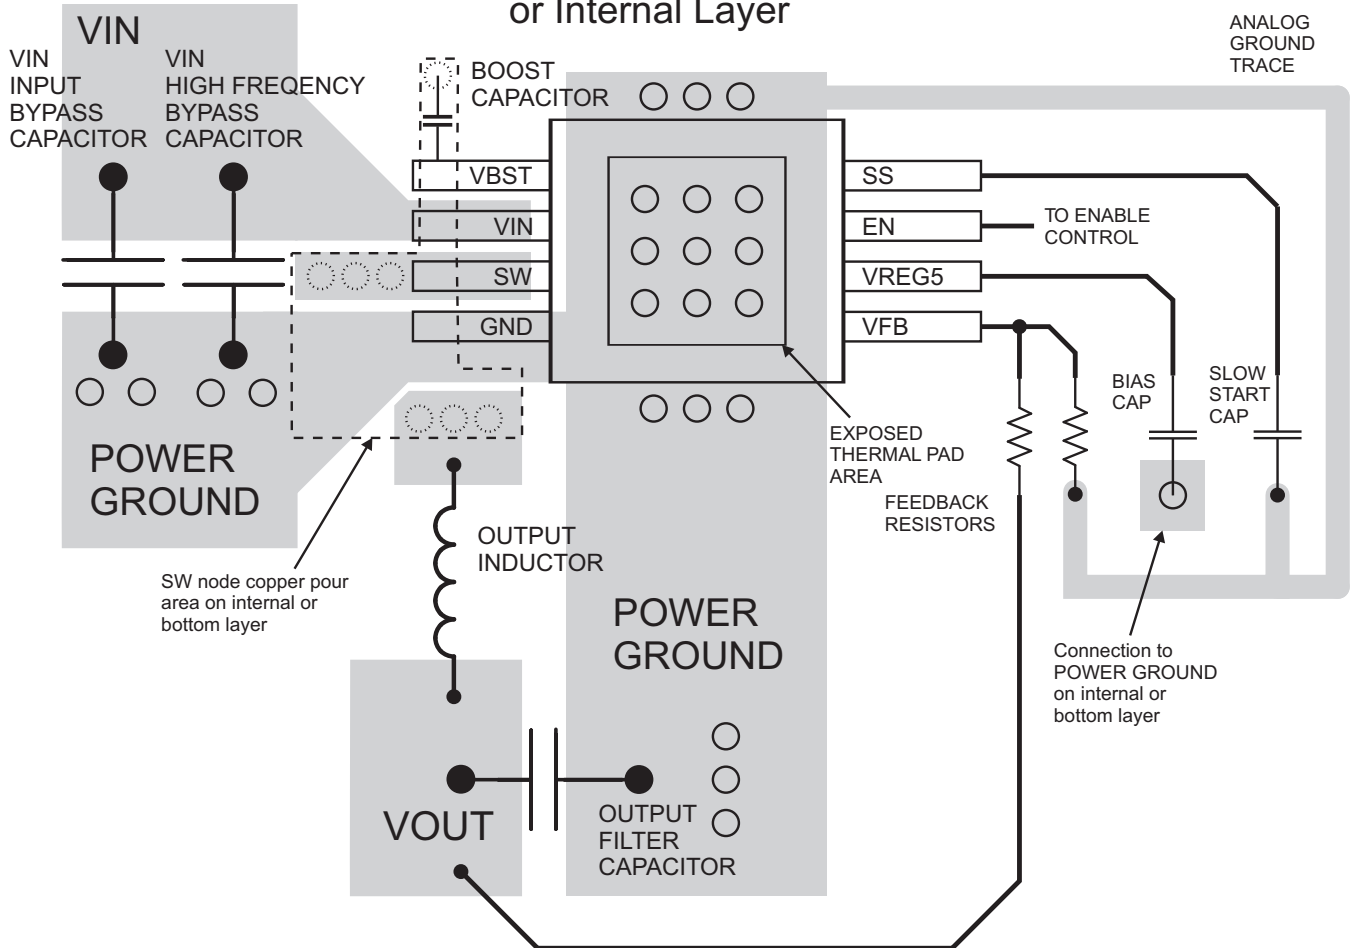 or Internal Layer
VIN
VIN
INPUT
BYPASS
CAPACITOR
VIN
HIGH FREQENCY
BYPASS
CAPACITOR
BOOST
CAPACITOR
ANALOG
GROUND
TRACE
VBST
VIN
SW
GND
SS
EN
VREG5
VFB
TO ENABLE
CONTROL
BIAS
CAP
SLOW
START
CAP
EXPOSED
THERMAL PAD
AREA
FEEDBACK
RESISTORS
POWER
GROUND
OUTPUT
INDUCTOR
SW node copper pour
area on internal or
bottom layer
POWER
GROUND
Connection to
POWER GROUND
on internal or
bottom layer
VOUT
OUTPUT
FILTER
CAPACITOR